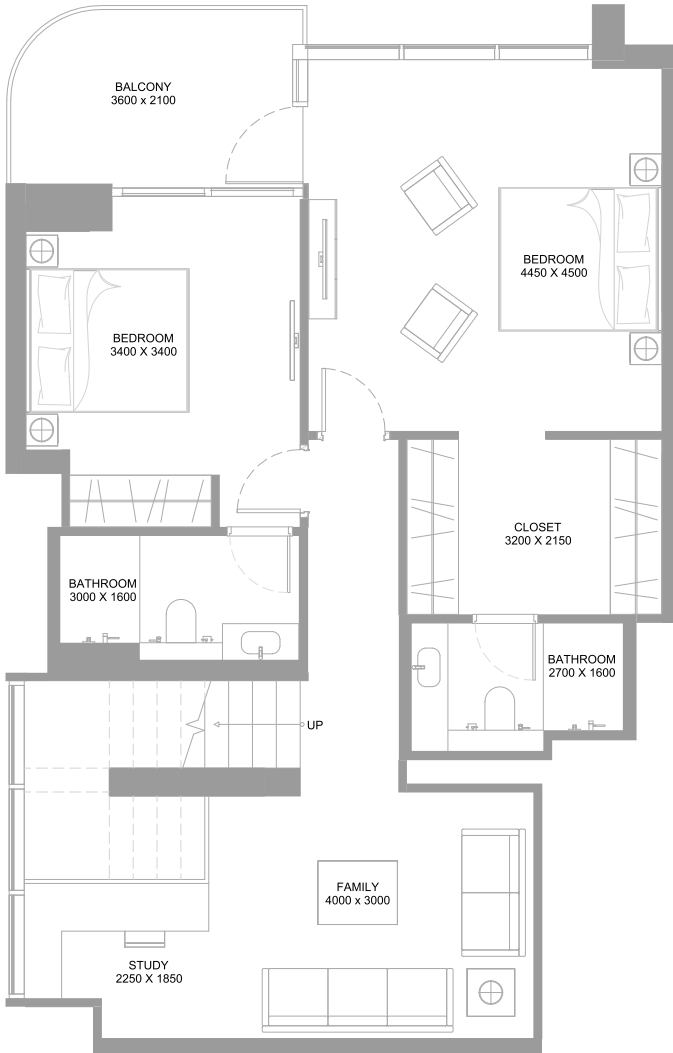 BALCONY
3600 x 2100
BEDROOM
4450 X 4500
BEDROOM
3400 X 3400
CLOSET
3200 X 2150
BATHROOM
3000 X 1600
BATHROOM
2700 X 1600
UP
FAMILY
4000 x 3000
STUDY
2250 X 1850